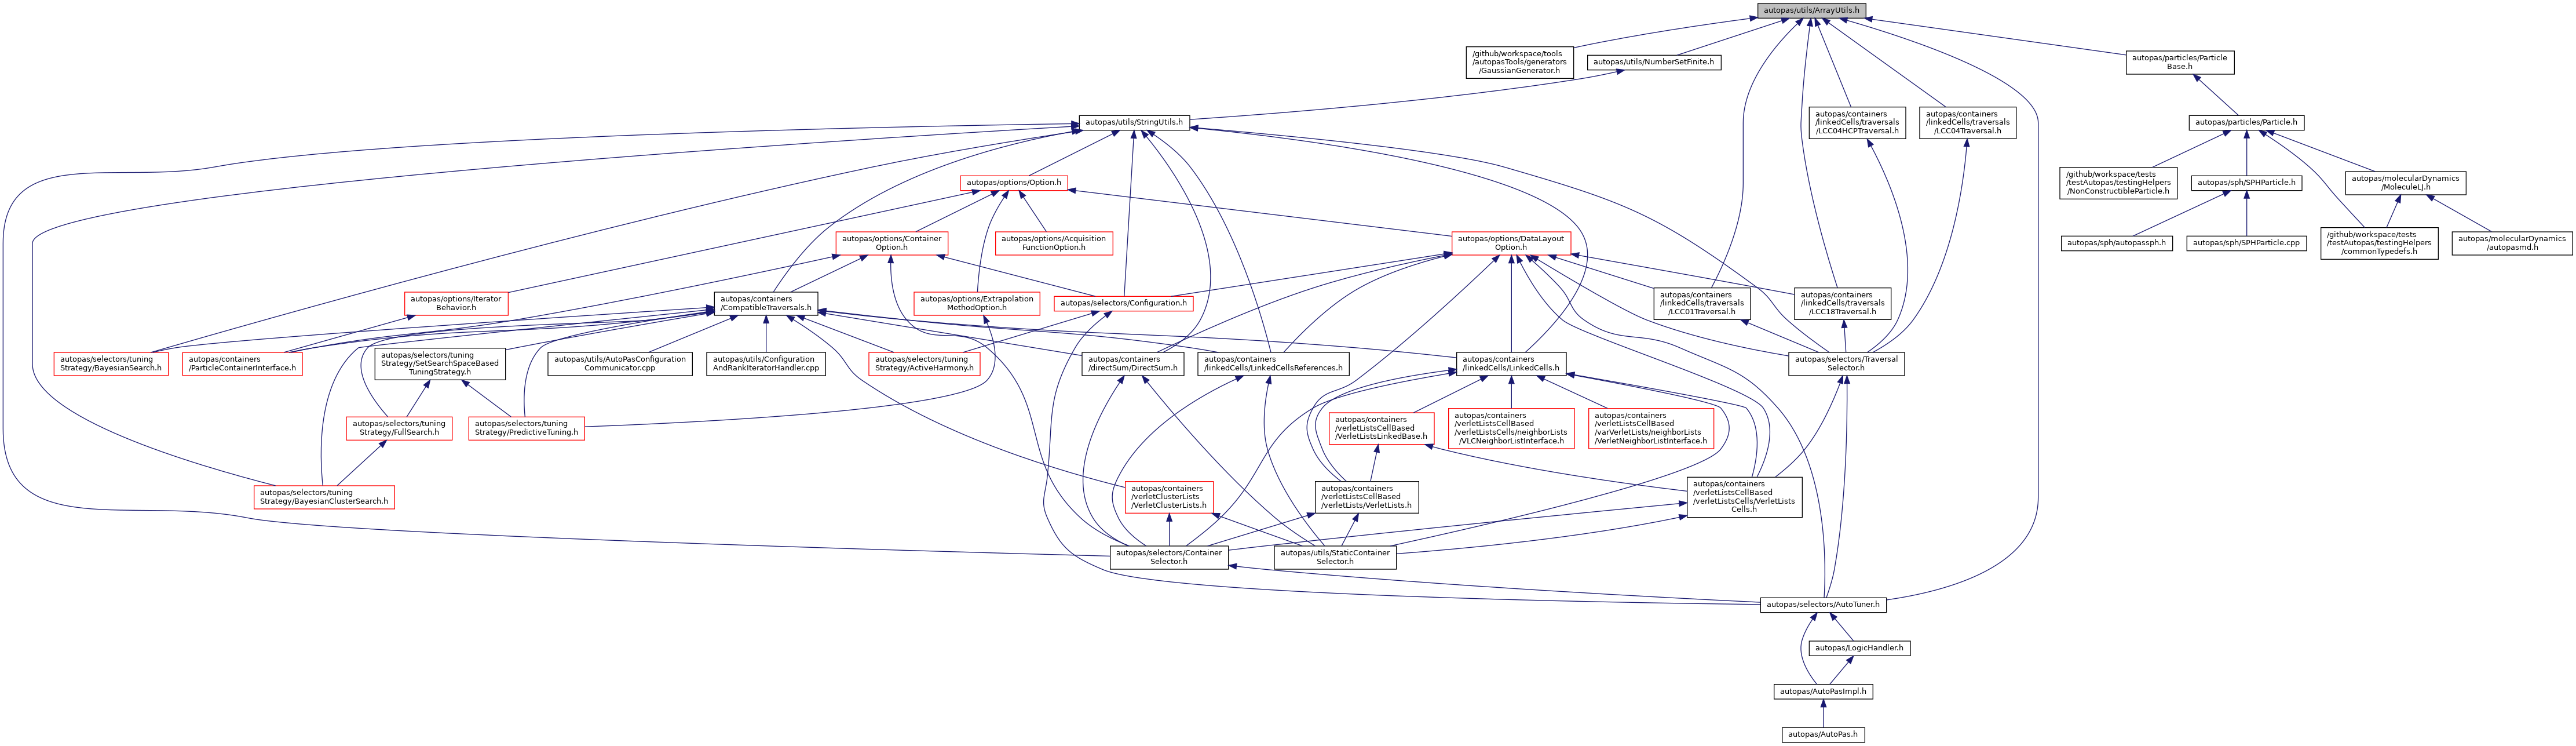 autopas/utils/ArrayUtils.h
/github/workspace/tools
/autopasTools/generators
/GaussianGenerator.h
autopas/utils/NumberSetFinite.h
autopas/particles/Particle
Base.h
autopas/utils/StringUtils.h
autopas/containers
/linkedCells/traversals
/LCC04HCPTraversal.h
autopas/containers
/linkedCells/traversals
/LCC04Traversal.h
autopas/particles/Particle.h
autopas/options/Option.h
/github/workspace/tests
/testAutopas/testingHelpers
/NonConstructibleParticle.h
autopas/sph/SPHParticle.h
autopas/molecularDynamics
/MoleculeLJ.h
autopas/options/Container
Option.h
autopas/options/Acquisition
FunctionOption.h
autopas/options/DataLayout
Option.h
autopas/sph/autopassph.h
autopas/sph/SPHParticle.cpp
/github/workspace/tests
/testAutopas/testingHelpers
/commonTypedefs.h
autopas/molecularDynamics
/autopasmd.h
autopas/options/Iterator
Behavior.h
autopas/containers
/CompatibleTraversals.h
autopas/options/Extrapolation
MethodOption.h
autopas/selectors/Configuration.h
autopas/containers
/linkedCells/traversals
/LCC01Traversal.h
autopas/containers
/linkedCells/traversals
/LCC18Traversal.h
autopas/selectors/tuning
Strategy/BayesianSearch.h
autopas/containers
/ParticleContainerInterface.h
autopas/selectors/tuning
Strategy/SetSearchSpaceBased
TuningStrategy.h
autopas/utils/AutoPasConfiguration
Communicator.cpp
autopas/utils/Configuration
AndRankIteratorHandler.cpp
autopas/selectors/tuning
Strategy/ActiveHarmony.h
autopas/containers
/directSum/DirectSum.h
autopas/containers
/linkedCells/LinkedCellsReferences.h
autopas/containers
/linkedCells/LinkedCells.h
autopas/selectors/Traversal
Selector.h
autopas/selectors/tuning
Strategy/FullSearch.h
autopas/selectors/tuning
Strategy/PredictiveTuning.h
autopas/containers
/verletListsCellBased
/VerletListsLinkedBase.h
autopas/containers
/verletListsCellBased
/verletListsCells/neighborLists
/VLCNeighborListInterface.h
autopas/containers
/verletListsCellBased
/varVerletLists/neighborLists
/VerletNeighborListInterface.h
autopas/selectors/tuning
Strategy/BayesianClusterSearch.h
autopas/containers
/verletClusterLists
/VerletClusterLists.h
autopas/containers
/verletListsCellBased
/verletLists/VerletLists.h
autopas/containers
/verletListsCellBased
/verletListsCells/VerletLists
Cells.h
autopas/selectors/Container
Selector.h
autopas/utils/StaticContainer
Selector.h
autopas/selectors/AutoTuner.h
autopas/LogicHandler.h
autopas/AutoPasImpl.h
autopas/AutoPas.h